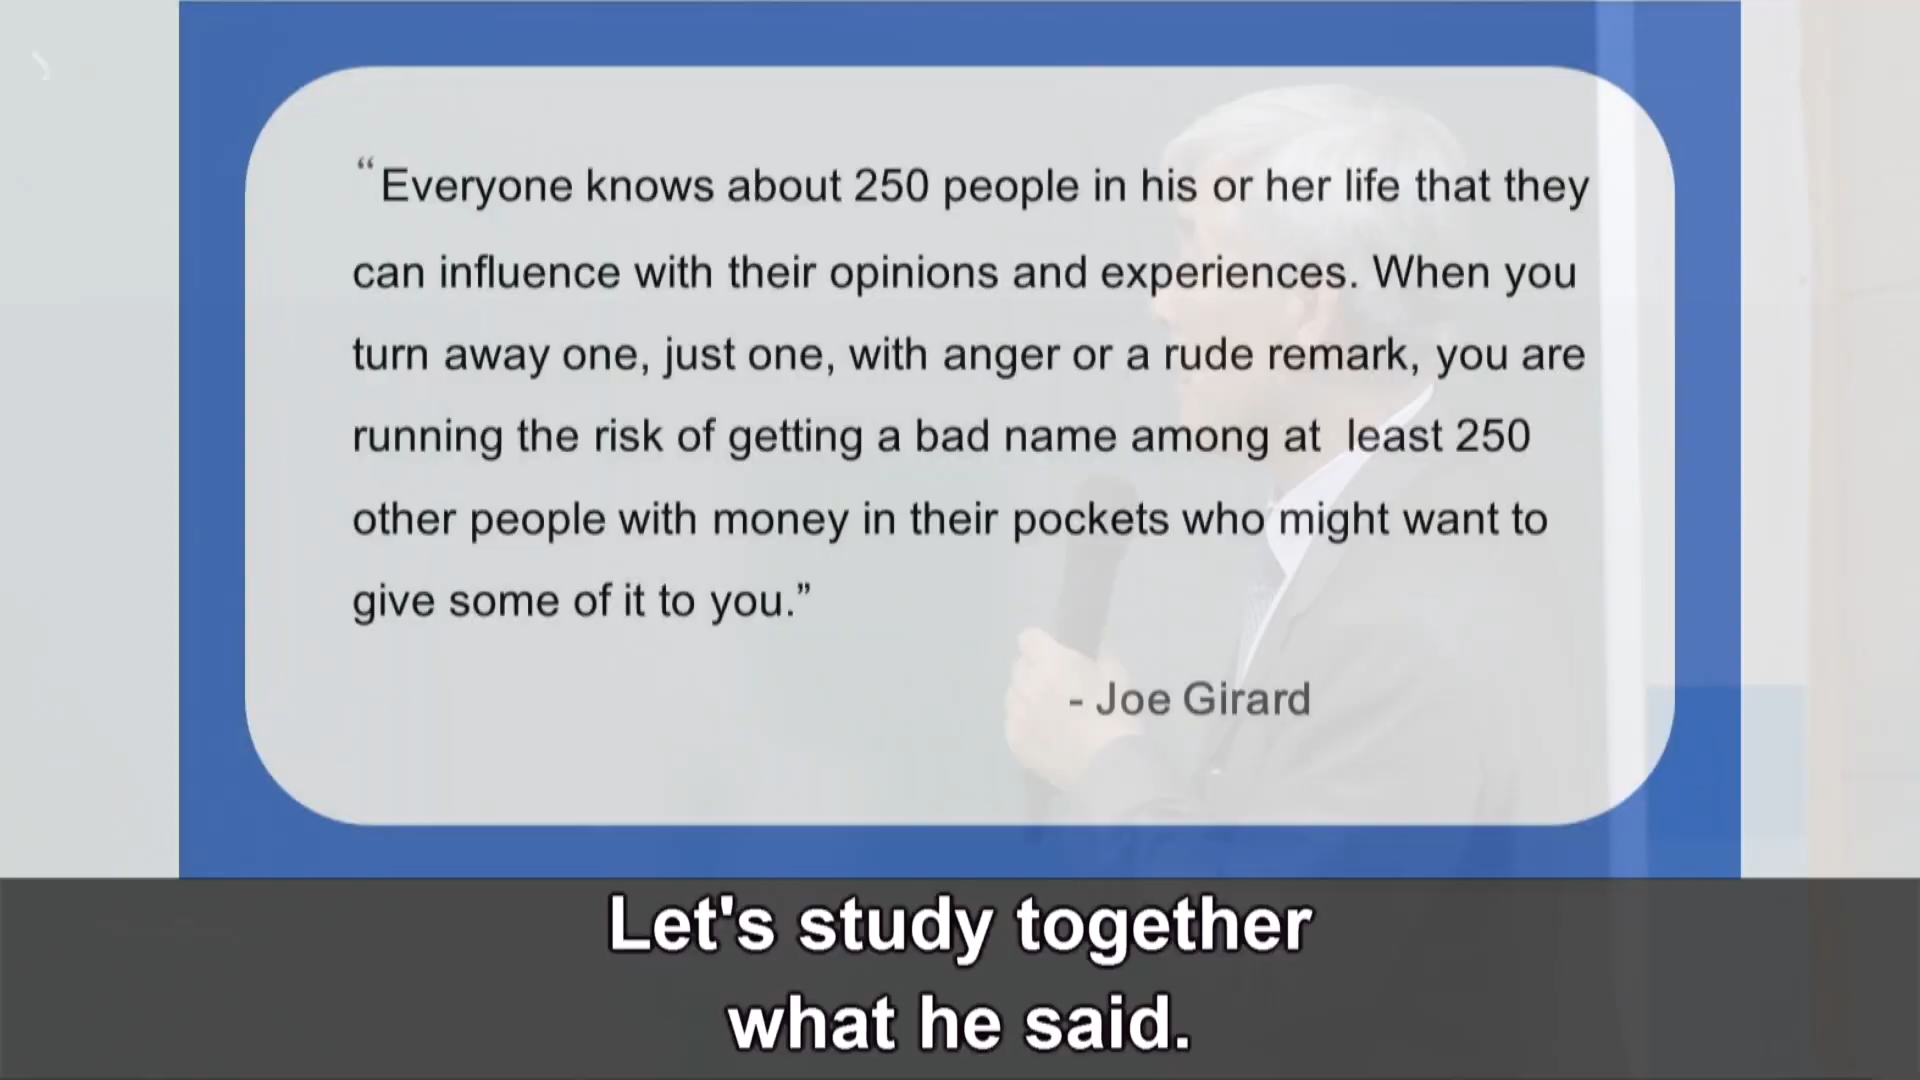 “Everyone knows about 250 people in his or her life that they
can influence with their opinions and experiences. When you
turn away one, just one, with anger or a rude remark, you are
running the risk of getting a bad name among at least 250
other people with money in their pockets who might want to
give some of it to you.”
- Joe Girard
Let's study together
what he said.